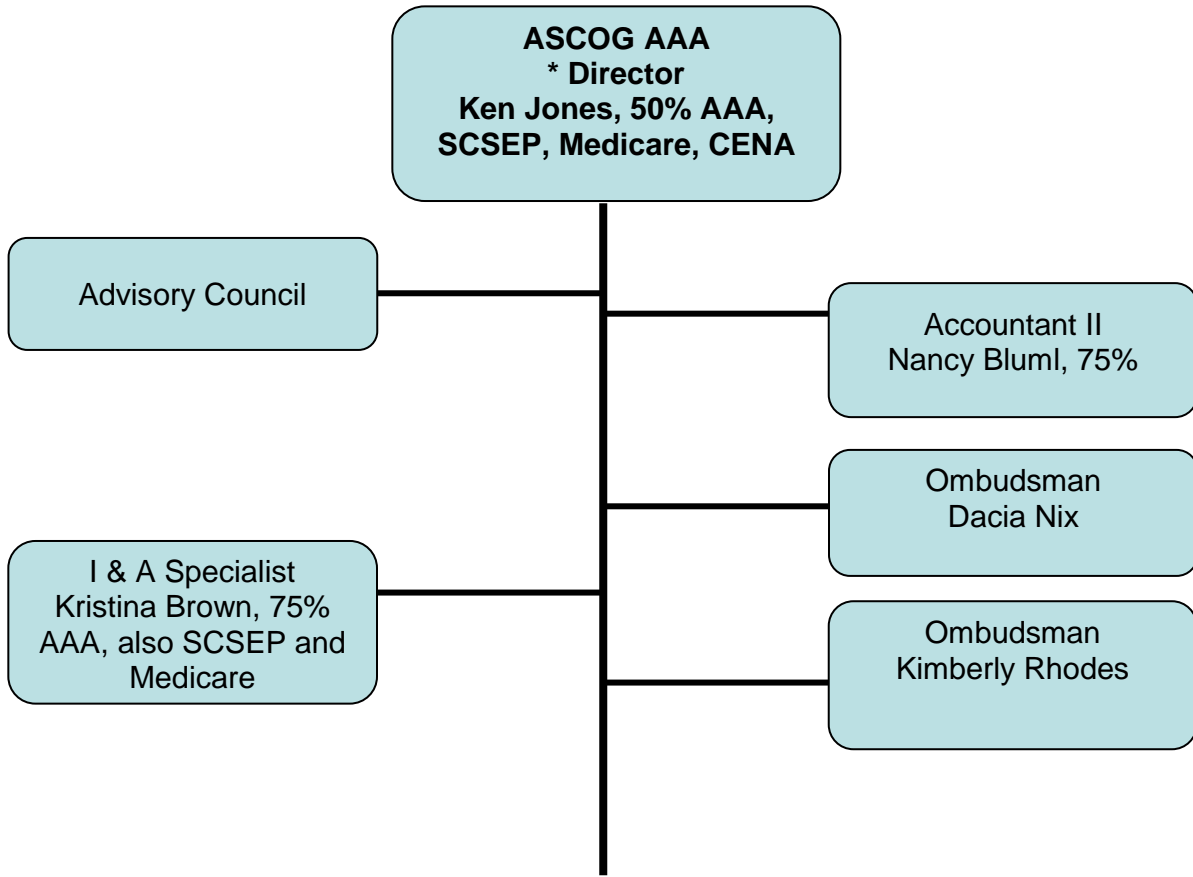 ASCOG AAA
* Director
Ken Jones, 50% AAA,
SCSEP, Medicare, CENA
Advisory Council
Accountant II
Nancy Bluml, 75%
Ombudsman
Dacia Nix
I & A Specialist
Kristina Brown, 75%
AAA, also SCSEP and
Medicare
Ombudsman
Kimberly Rhodes